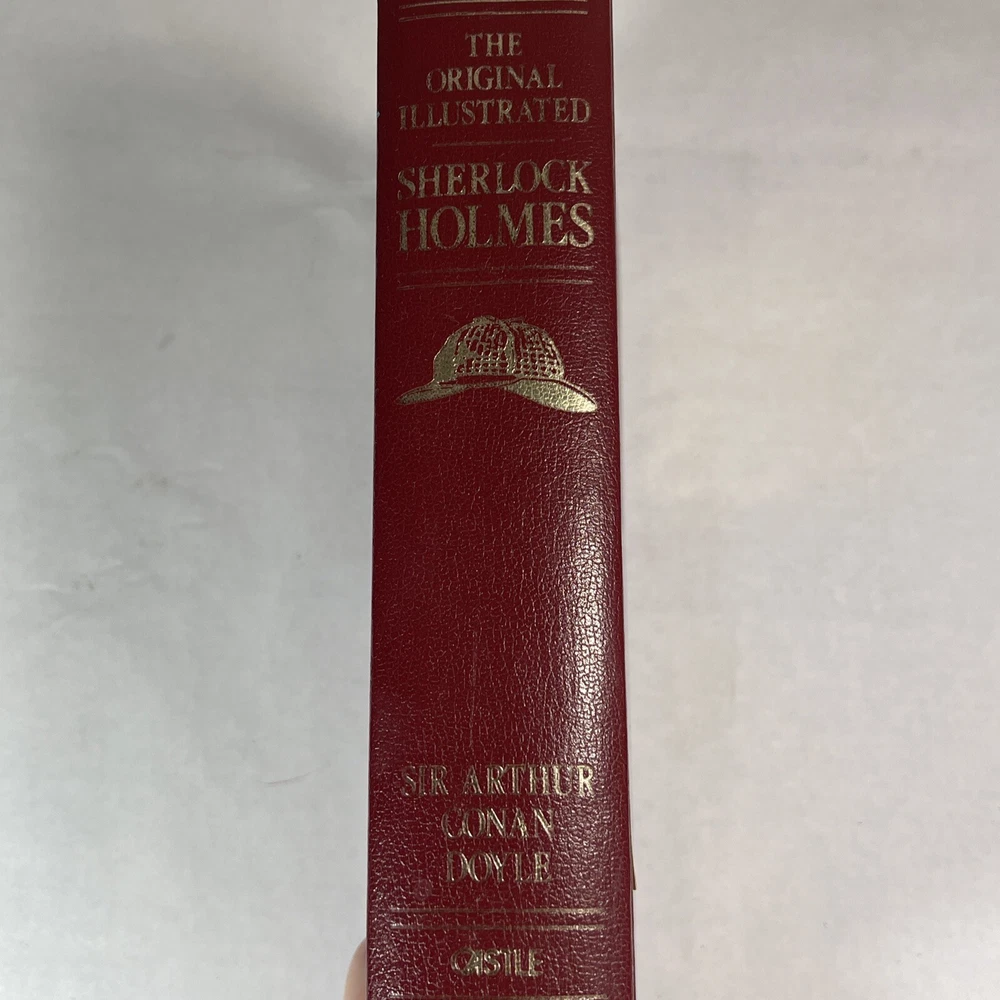 THE
ORIGINAL
ILLUSTRATED
SHERLOCK
HOLMES
SIR ARTHUR
CONAN
DOYLE
CASTLE